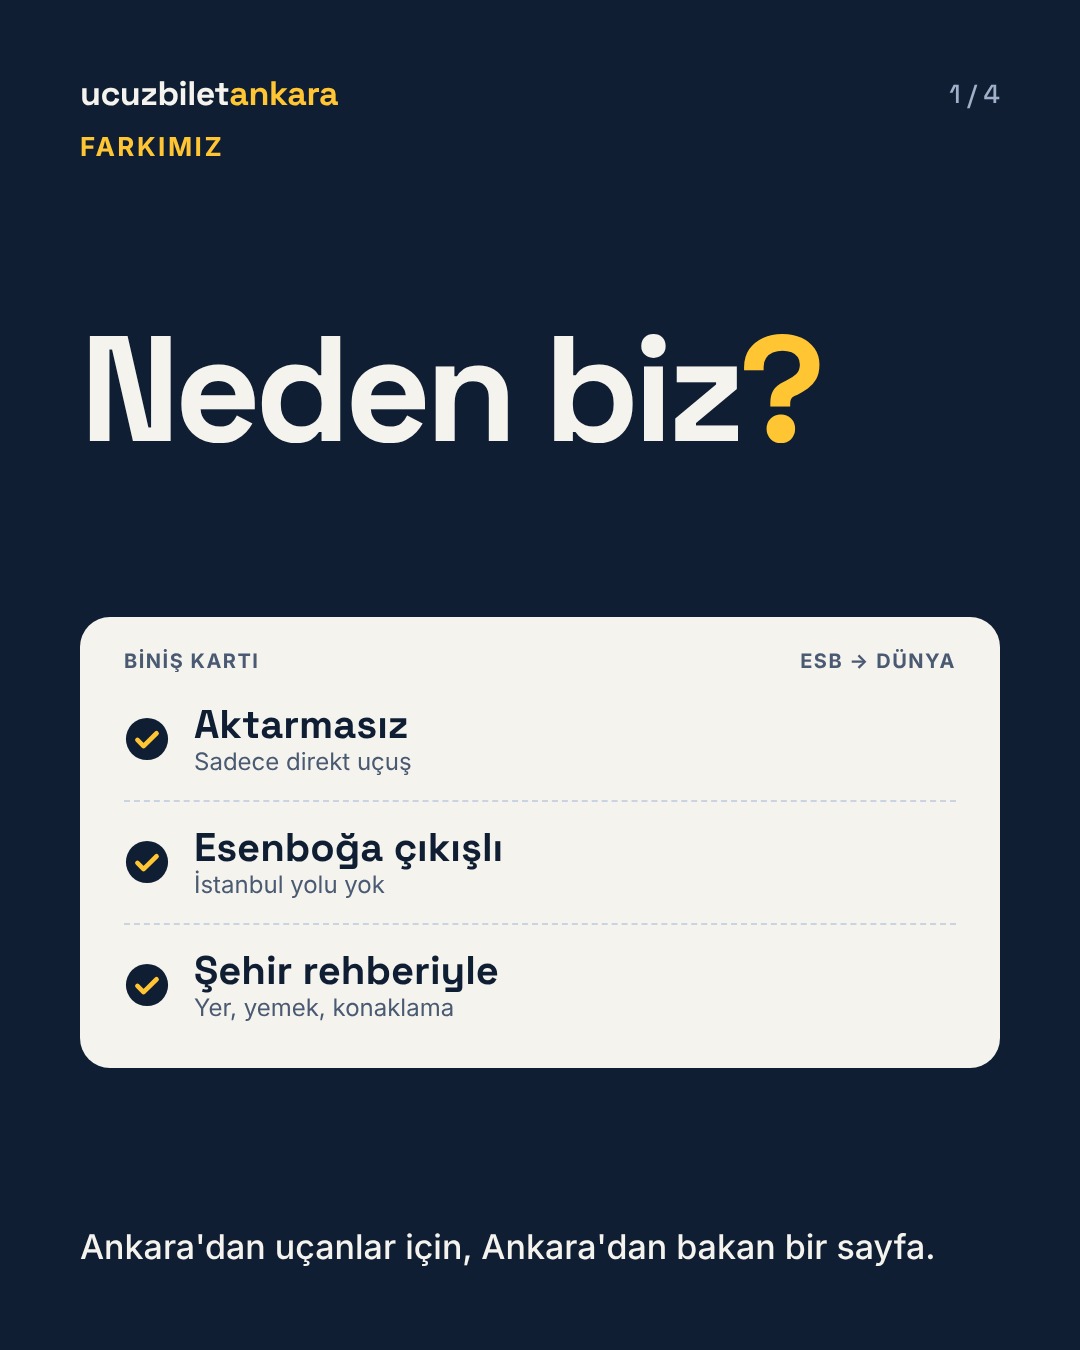 ucuzbiletankara
1 / 4
FARKIMIZ
Neden biz?
BİNİŞ KARTI
ESB → DÜNYA
Aktarmasız
Sadece direkt uçuş
Esenboğa çıkışlı
İstanbul yolu yok
Şehir rehberiyle
Yer, yemek, konaklama
Ankara'dan uçanlar için, Ankara'dan bakan bir sayfa.